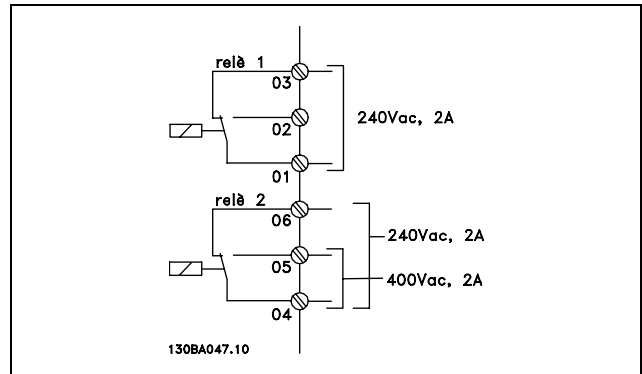 relè 1
03
02
240Vac, 2A
01
relè 2
06
240Vac, 2A
05
400Vac, 2A
04
130BA047.10